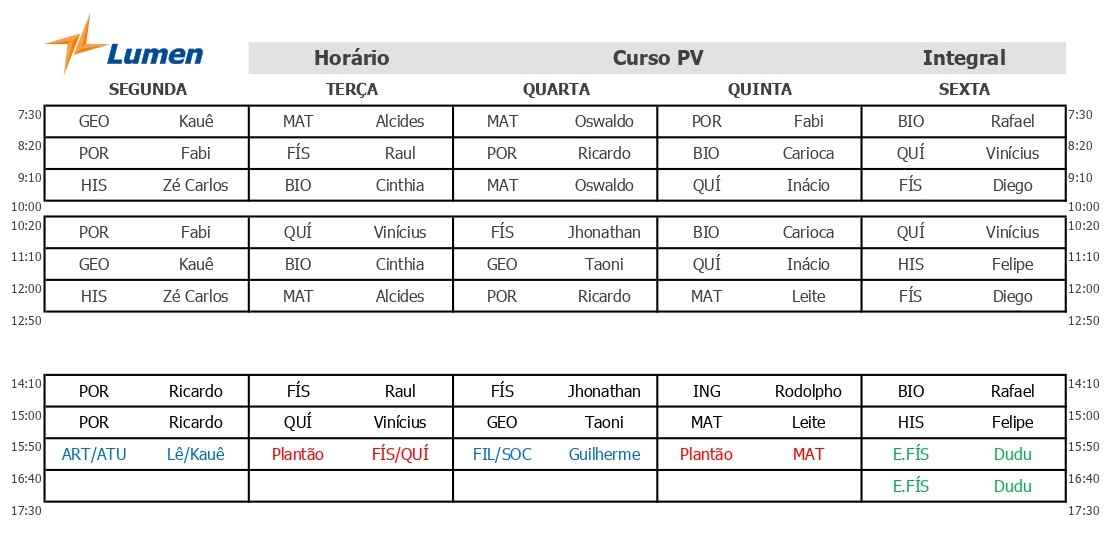 Lumen
Horário Curso PV Integral
SEGUNDA TERÇA QUARTA QUINTA SEXTA
7:30 GEO Kauê MAT Alcides MAT Oswaldo POR Fabi BIO Rafael 7:30
8:20 POR Fabi FÍS Raul POR Ricardo BIO Carioca QUÍ Vinícius 8:20
9:10 HIS Zé Carlos BIO Cinthia MAT Oswaldo QUÍ Inácio FÍS Diego 9:10
10:00 10:00
10:20 POR Fabi QUÍ Vinícius FÍS Jhonathan BIO Carioca QUÍ Vinícius 10:20
11:10 GEO Kauê BIO Cinthia GEO Taoni QUÍ Inácio HIS Felipe 11:10
12:00 HIS Zé Carlos MAT Alcides POR Ricardo MAT Leite FÍS Diego 12:00
12:50 12:50
14:10 POR Ricardo FÍS Raul FÍS Jhonathan ING Rodolpho BIO Rafael 14:10
15:00 POR Ricardo QUÍ Vinícius GEO Taoni MAT Leite HIS Felipe 15:00
15:50 ART/ATU Lê/Kauê Plantão FÍS/QUÍ FIL/SOC Guilherme Plantão MAT E.FÍS Dudu 15:50
16:40 E.FÍS Dudu 16:40
17:30 17:30